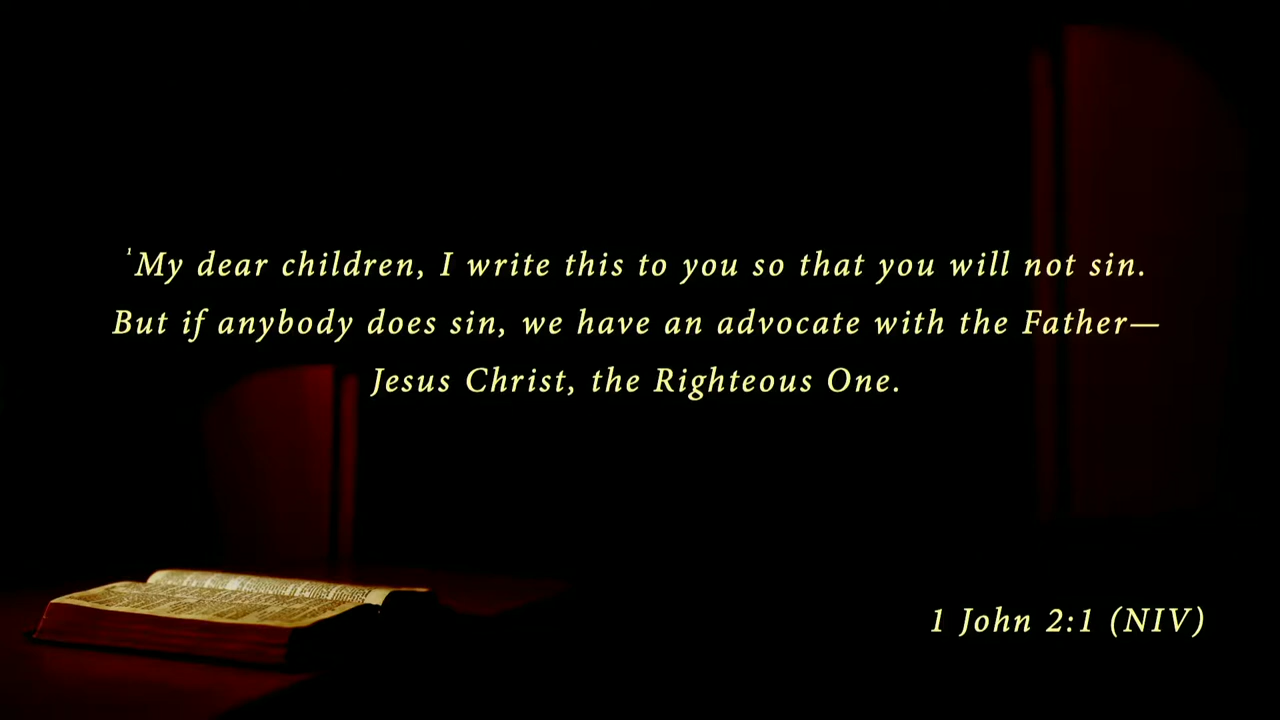 ¹My dear children, I write this to you so that you will not sin.
But if anybody does sin, we have an advocate with the Father—
Jesus Christ, the Righteous One.
1 John 2:1 (NIV)